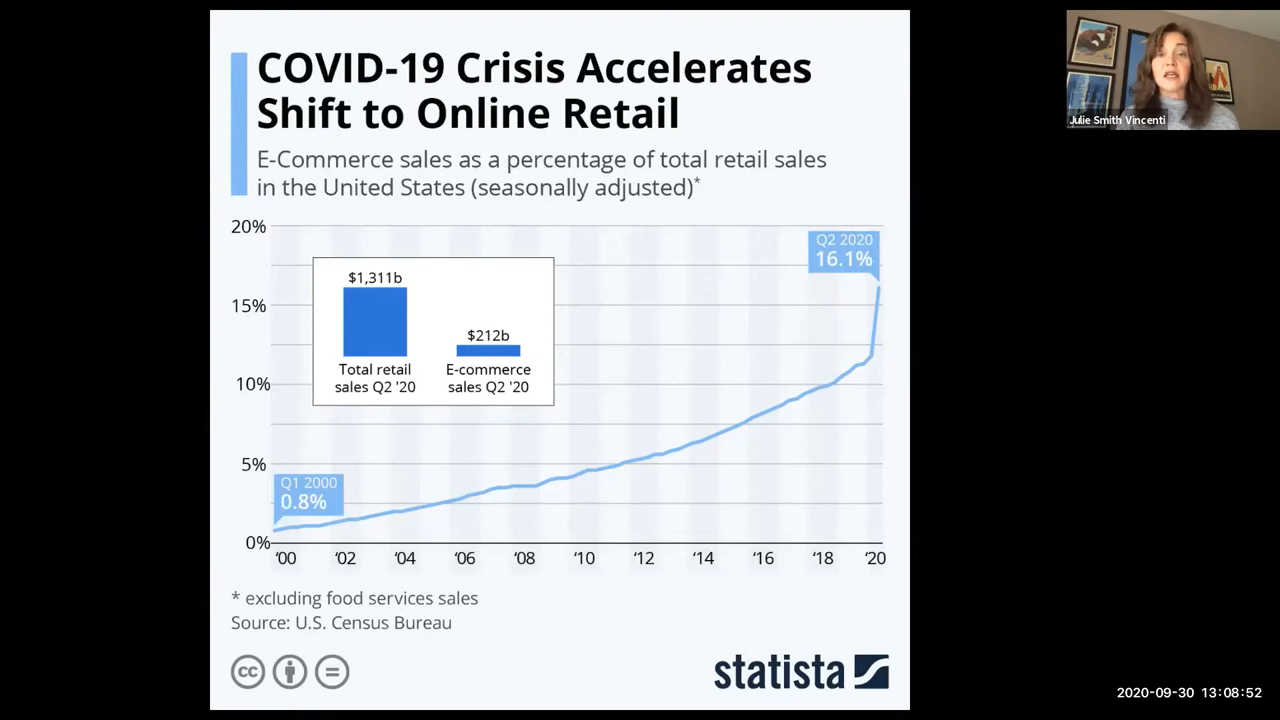 COVID-19 Crisis Accelerates
Shift to Online Retail
E-Commerce sales as a percentage of total retail sales
in the United States (seasonally adjusted)*
20%
15%
10%
5%
0%
$1,311b
$212b
Total retail
sales Q2 '20
E-commerce
sales Q2 '20
Q2 2020
16.1%
Q1 2000
0.8%
‘00 ‘02 ‘04 ‘06 ‘08 ‘10 ‘12 ‘14 ‘16 ‘18 ‘20
* excluding food services sales
Source: U.S. Census Bureau
cc
statista
Julie Smith Vincenti
2020-09-30 13:08:52